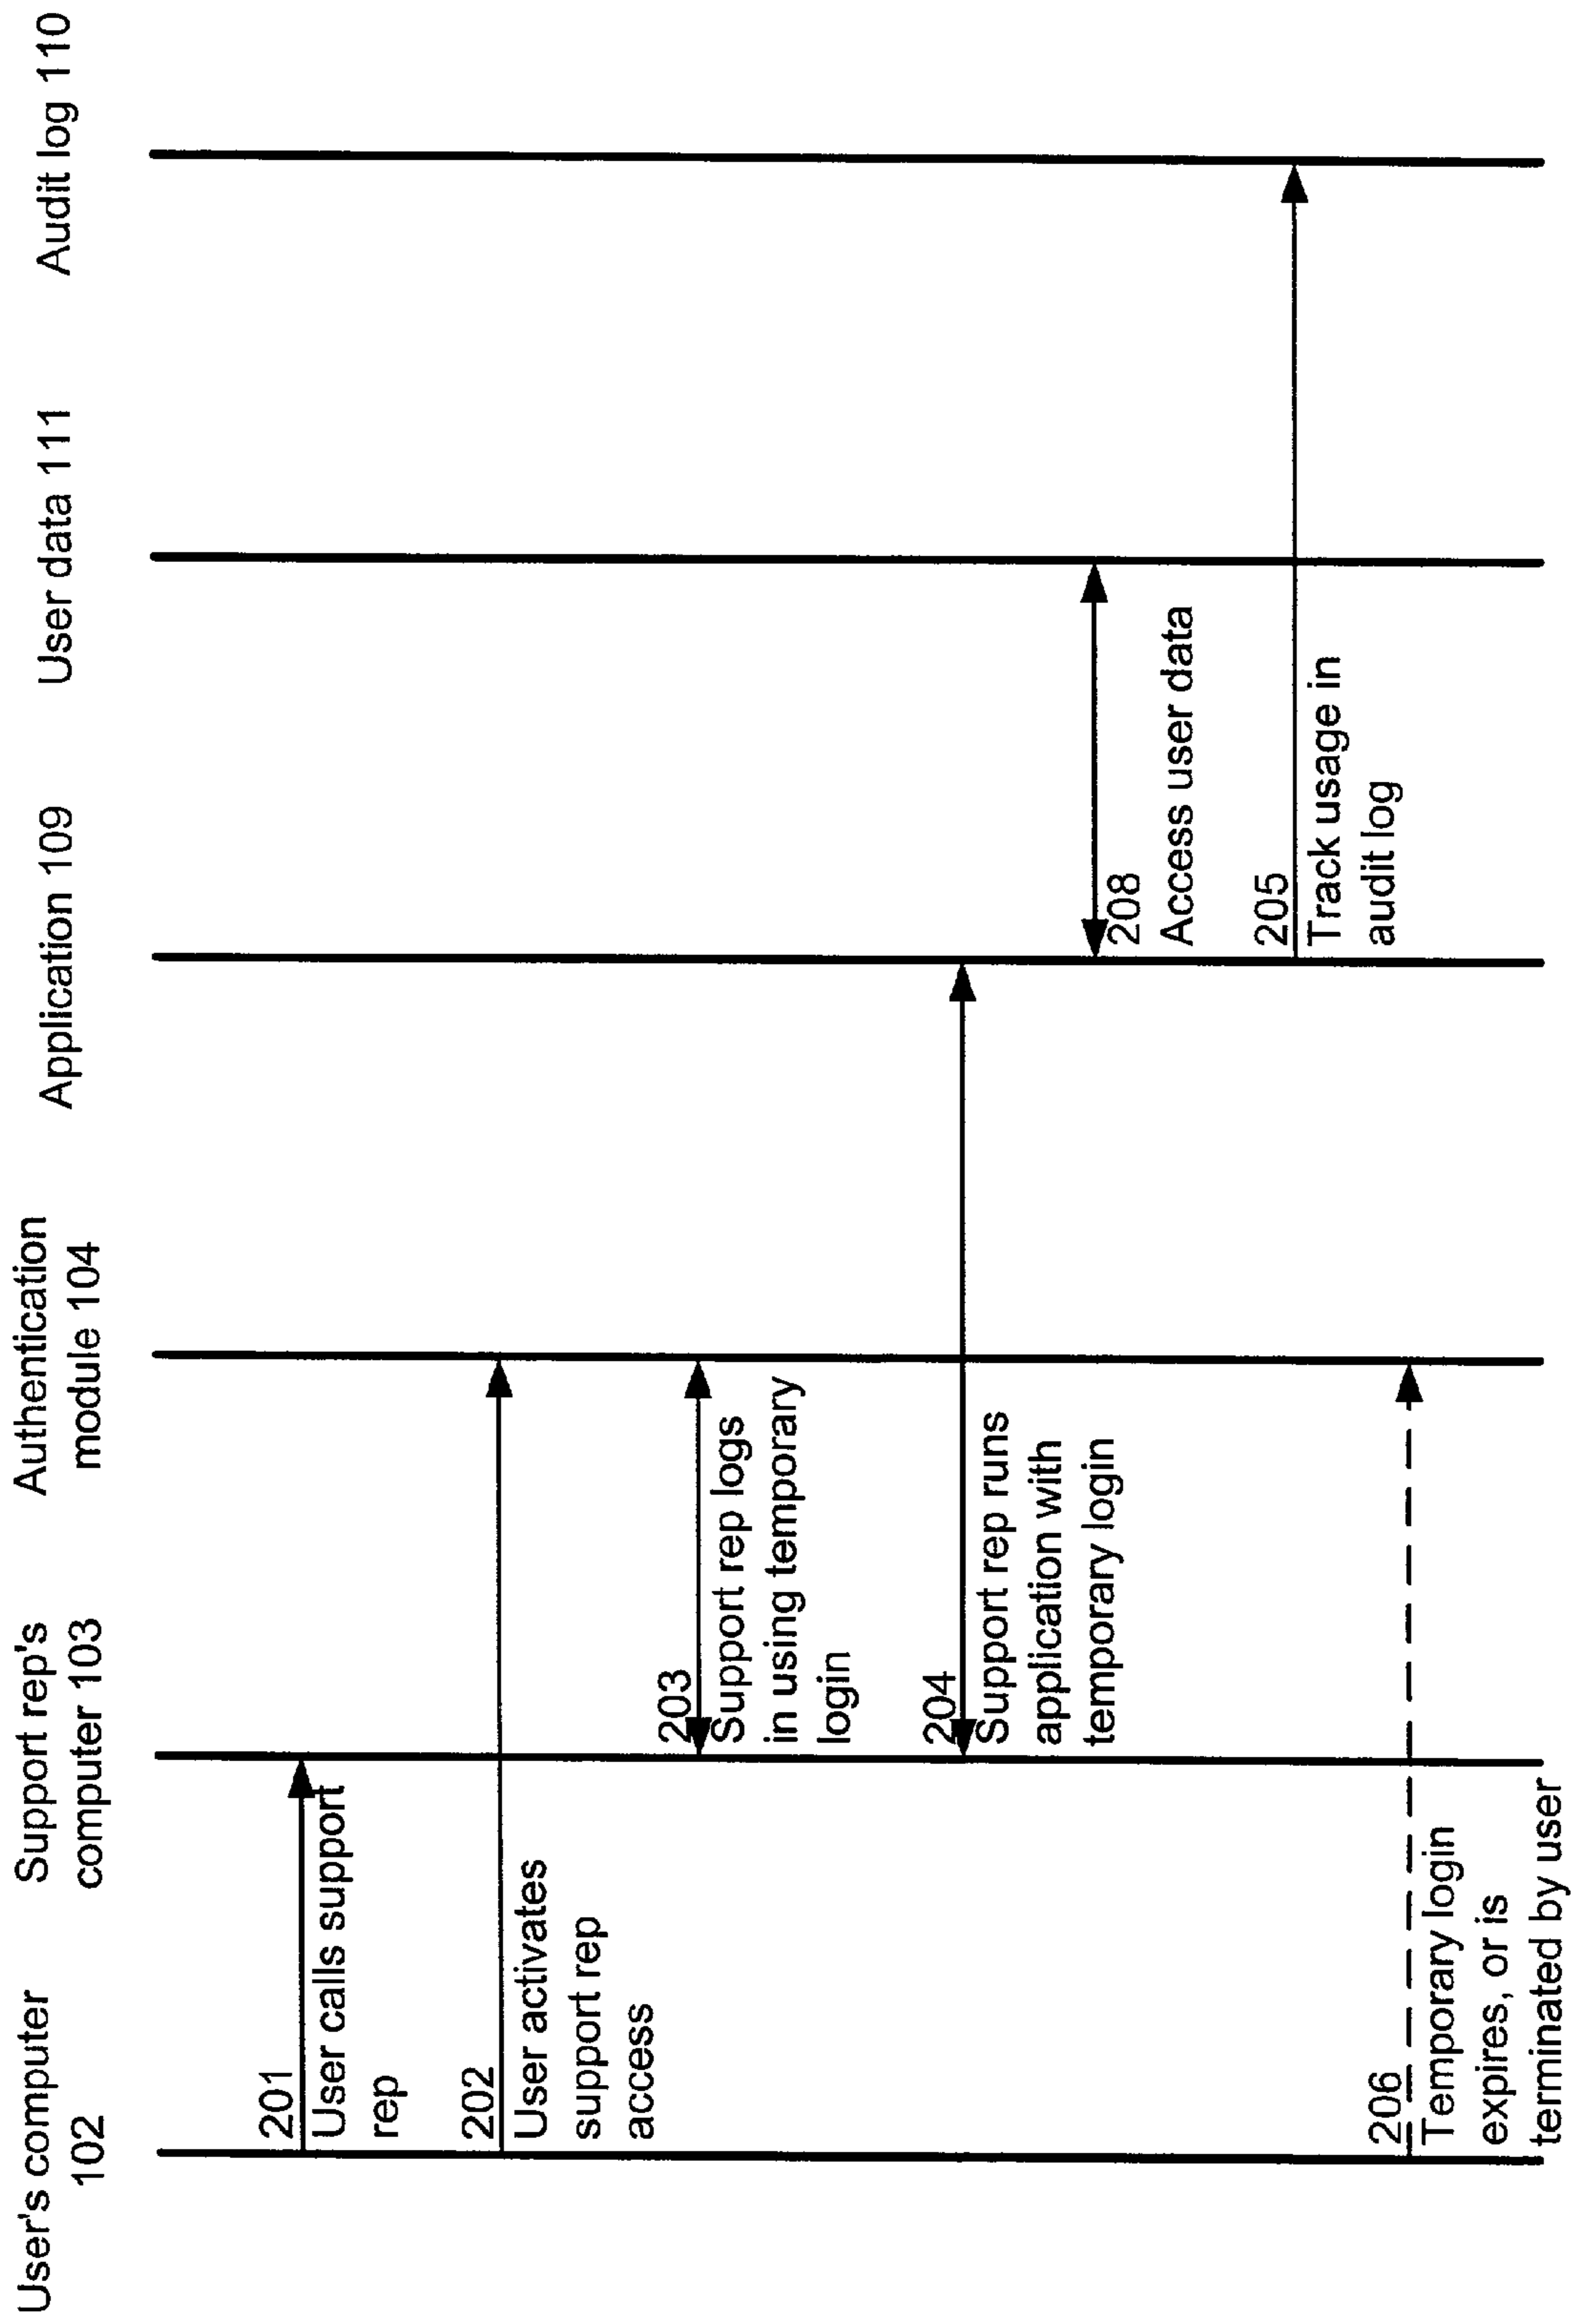 User's computer
102
Support rep's
computer 103
Authentication
module 104
Application 109
User data 111
Audit log 110
201
User calls support
rep
202
User activates
support rep
access
203
Support rep logs
in using temporary
login
204
Support rep runs
application with
temporary login
208
Access user data
205
Track usage in
audit log
206
Temporary login
expires, or is
terminated by user